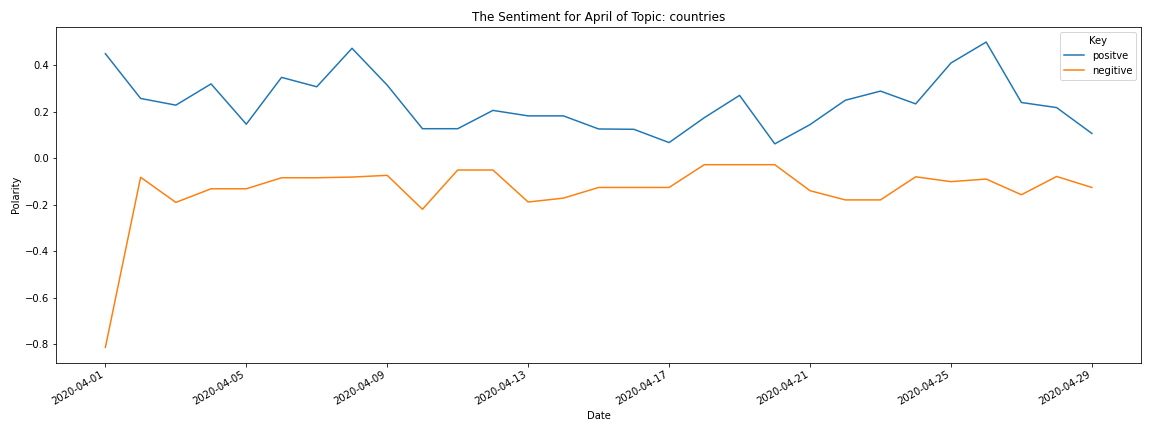 The Sentiment for April of Topic: countries
Key
positve
negitive
Polarity
0.4
0.2
0.0
−0.2
−0.4
−0.6
−0.8
2020-04-01
2020-04-05
2020-04-09
2020-04-13
2020-04-17
2020-04-21
2020-04-25
2020-04-29
Date